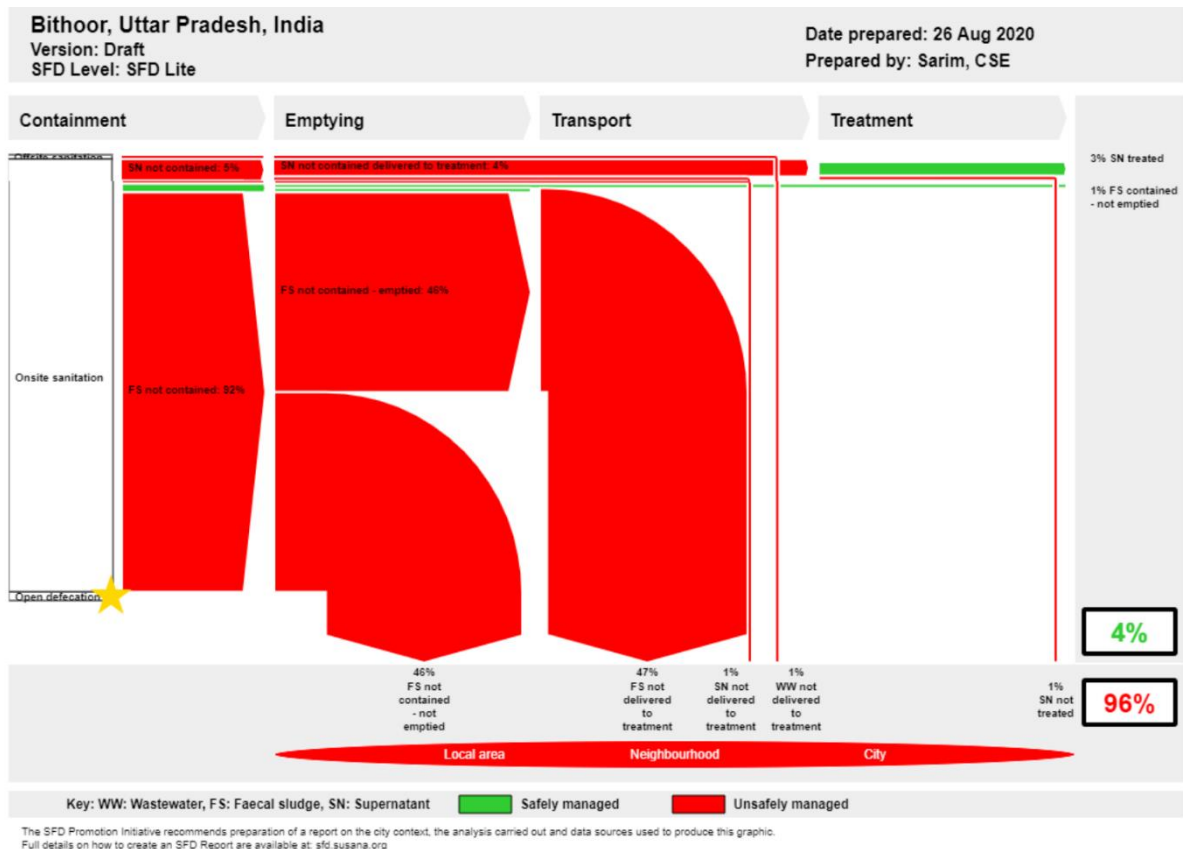 Bithoor, Uttar Pradesh, India
Version: Draft
SFD Level: SFD Lite
Date prepared: 26 Aug 2020
Prepared by: Sarim, CSE
Containment
Emptying
Transport
Treatment
Offsite sanitation
SN not contained: 5%
SN not contained delivered to treatment: 4%
3% SN treated
1% FS contained
- not emptied
FS not contained - emptied: 46%
Onsite sanitation
FS not contained: 92%
Open defecation
4%
46%
FS not
contained
- not
emptied
47%
FS not
delivered
to
treatment
1%
SN not
delivered
to
treatment
1%
WW not
delivered
to
treatment
1%
SN not
treated
96%
Local area
Neighbourhood
City
Key: WW: Wastewater, FS: Faecal sludge, SN: Supernatant
Safely managed
Unsafely managed
The SFD Promotion Initiative recommends preparation of a report on the city context, the analysis carried out and data sources used to produce this graphic.
Full details on how to create an SFD Report are available at: sfd.susana.org